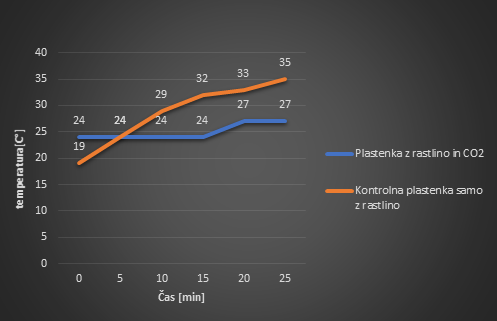 40
35
30
25
20
15
10
5
0
temperatura[C°]
24 24 24 24 27 27
19 24 29 32 33 35
0 5 10 15 20 25
Čas [min]
Plastenka z rastlino in CO2
Kontrolna plastenka samo
z rastlino